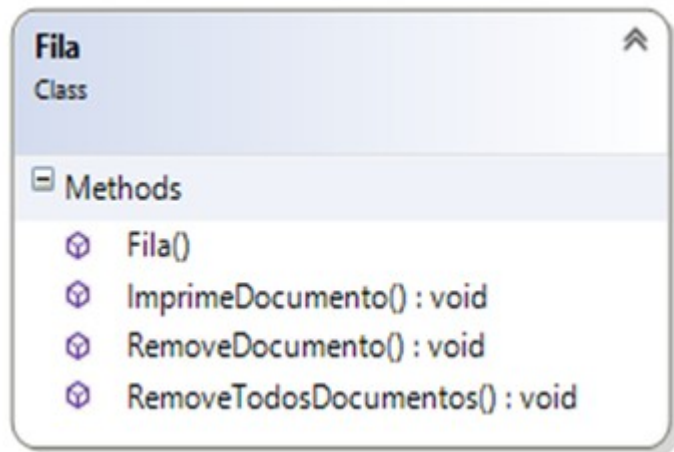 Fila
Class
Methods
Fila()
ImprimeDocumento() : void
RemoveDocumento() : void
RemoveTodosDocumentos() : void